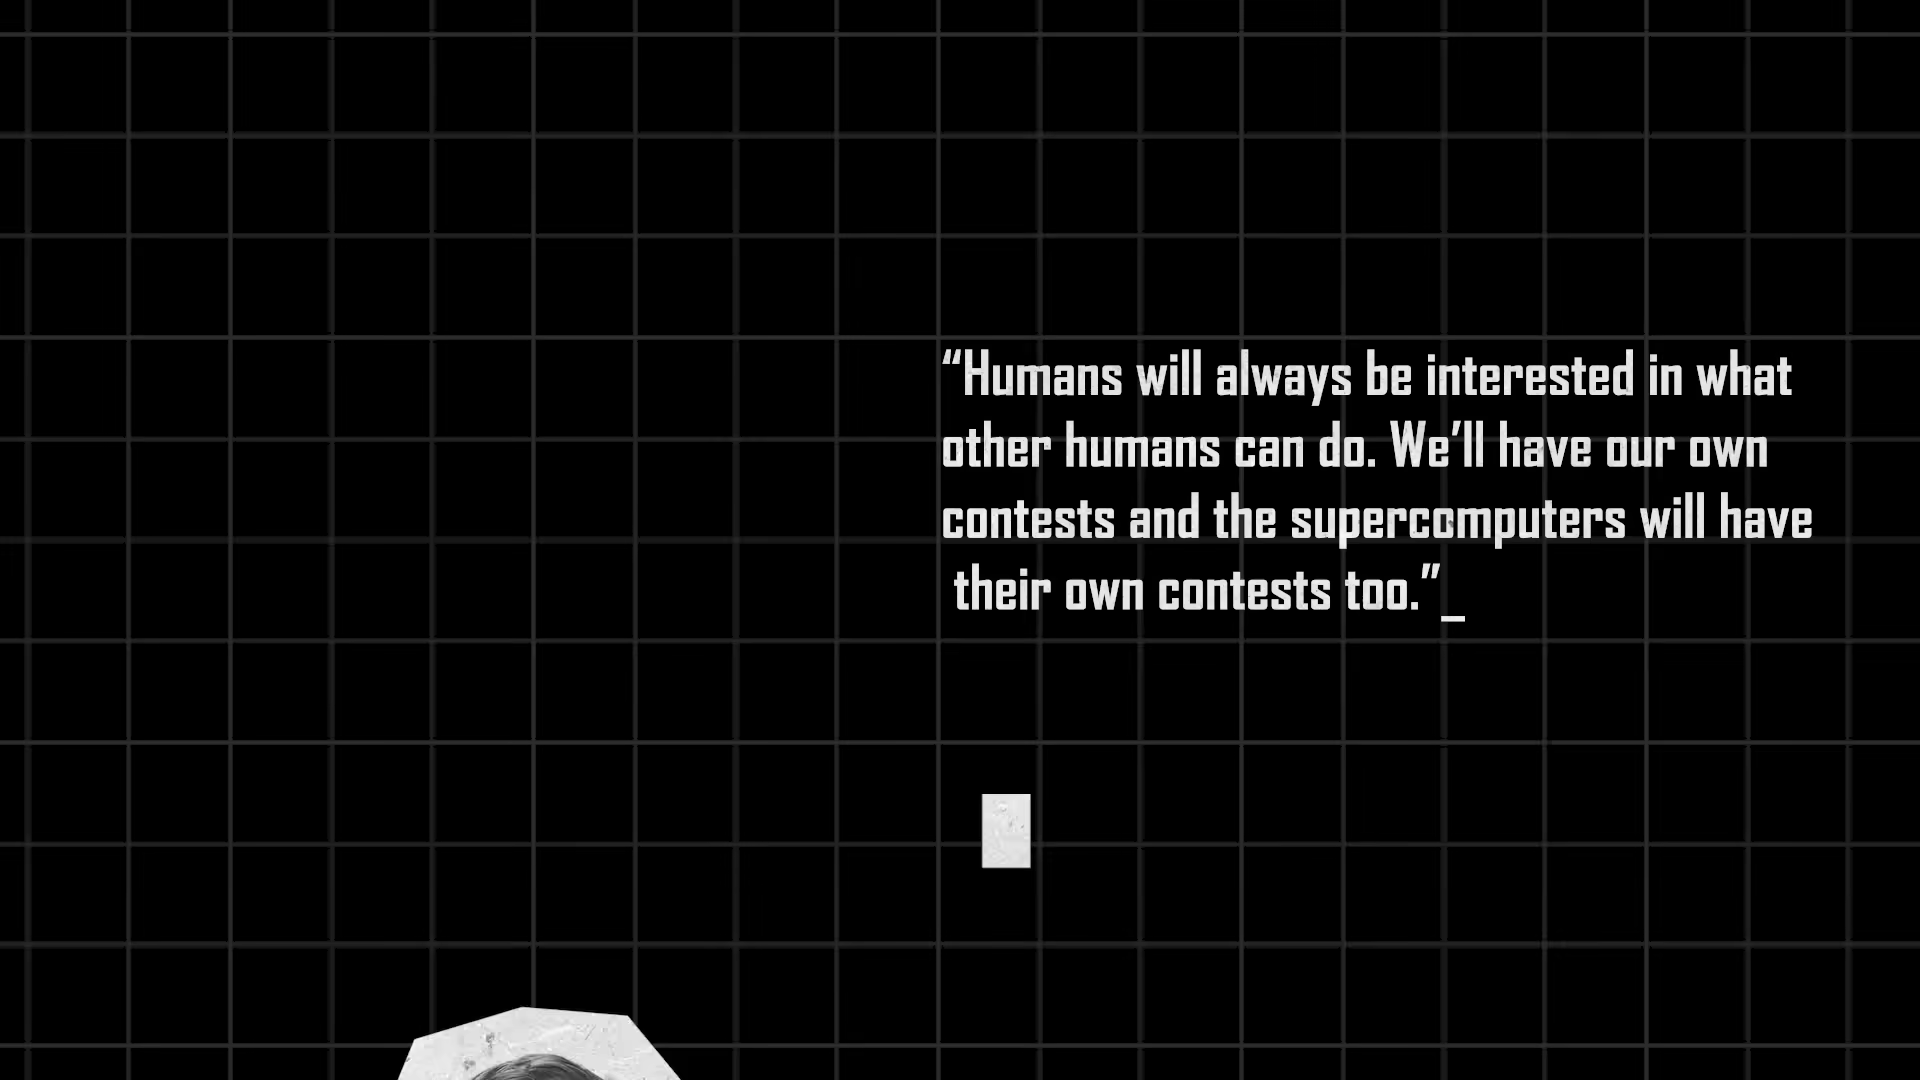 “Humans will always be interested in what
other humans can do. We’ll have our own
contests and the supercomputers will have
their own contests too.”_